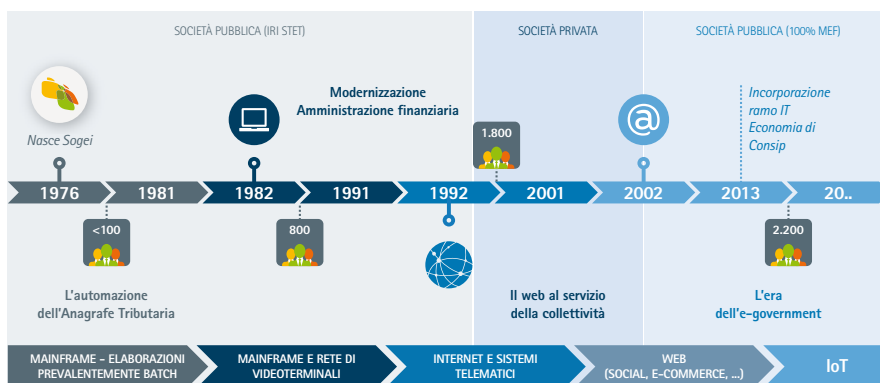 SOCIETÀ PUBBLICA (IRI STET)
SOCIETÀ PRIVATA
SOCIETÀ PUBBLICA (100% MEF)
Nasce Sogei
Modernizzazione
Amministrazione finanziaria
1.800
@
Incorporazione
ramo IT
Economia di
Consip
1976
1981
1982
1991
1992
2001
2002
2013
20..
<100
800
2.200
L'automazione
dell'Anagrafe Tributaria
Il web al servizio
della collettività
L'era
dell'e-government
MAINFRAME - ELABORAZIONI
PREVALENTEMENTE BATCH
MAINFRAME E RETE DI
VIDEOTERMINALI
INTERNET E SISTEMI
TELEMATICI
WEB
(SOCIAL, E-COMMERCE, ...)
IoT